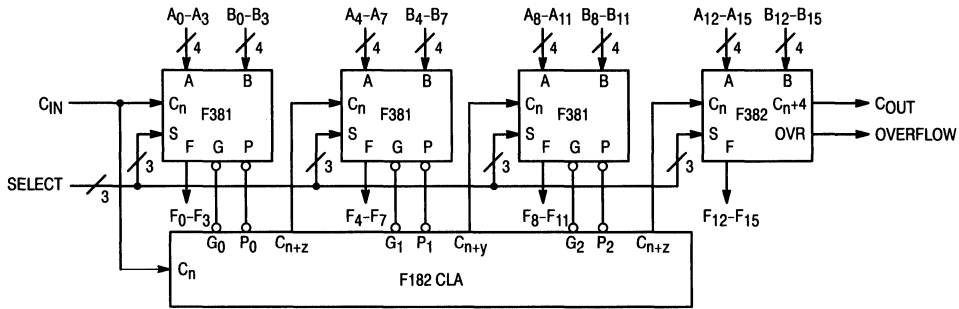 A0–A3 B0–B3 A4–A7 B4–B7 A8–A11 B8–B11 A12–A15 B12–B15
4 4 4 4 4 4 4 4
A B A B A B A B
CIN Cn F381 Cn F381 Cn F381 Cn F382 Cn+4 COUT
S S S S OVR OVERFLOW
F G P F G P F G P F
3 3 3 3
SELECT
3
F0–F3 F4–F7 F8–F11 F12–F15
G0 P0 Cn+z G1 P1 Cn+y G2 P2 Cn+z
Cn
F182 CLA